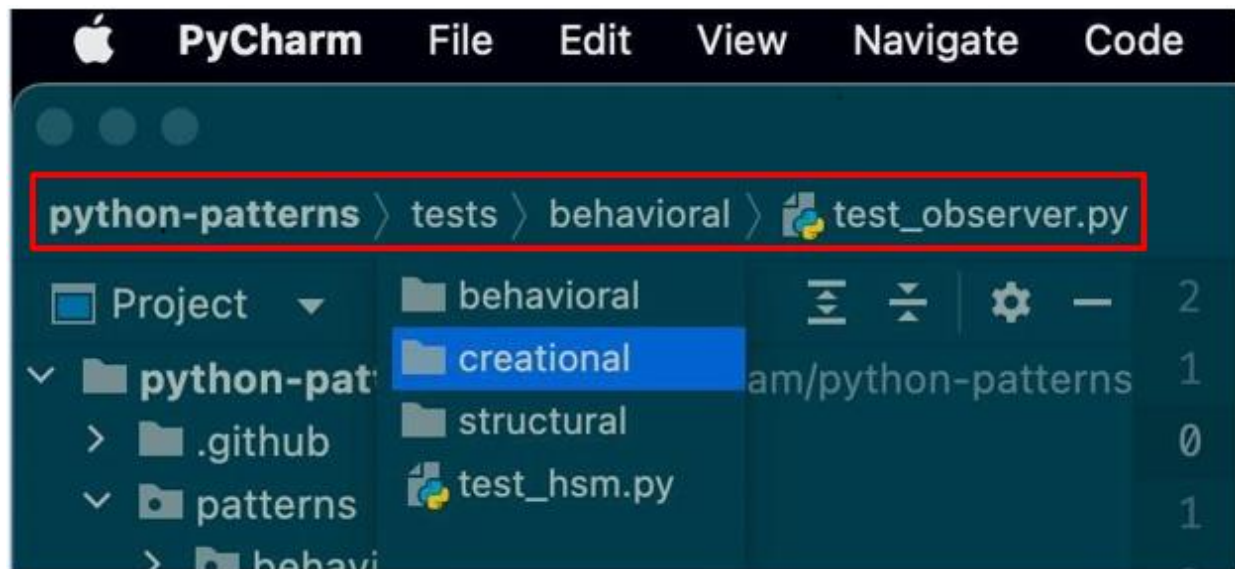 PyCharm File Edit View Navigate Code
python-patterns 〉 tests 〉 behavioral 〉 test_observer.py
Project behavioral 2
python-pat creational am/python-patterns 1
.github structural 0
patterns test_hsm.py 1
behavi